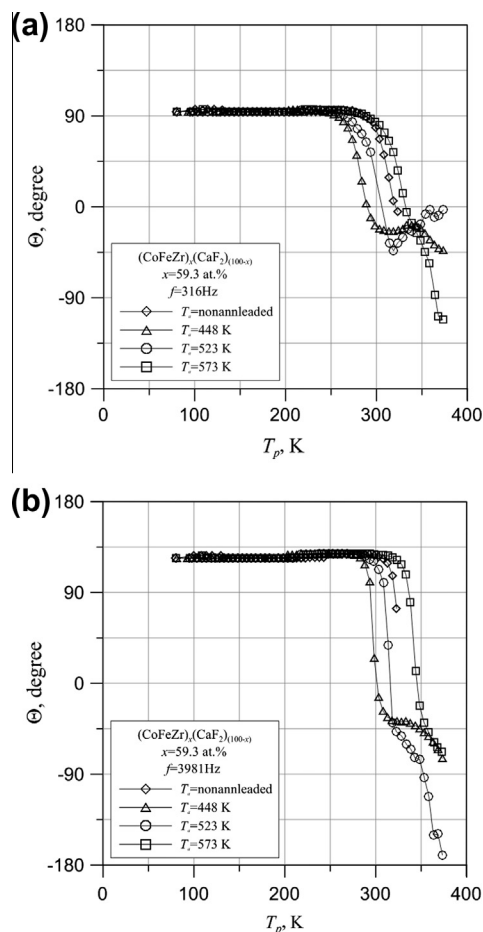 (a)
180
90
0
-90
-180
Θ, degree
(CoFeZr)x(CaF2)(100-x)
x=59.3 at.%
f=316Hz
Ta=nonannleaded
Ta=448 K
Ta=523 K
Ta=573 K
0 100 200 300 400
Tp, K
(b)
180
90
0
-90
-180
Θ, degree
(CoFeZr)x(CaF2)(100-x)
x=59.3 at.%
f=3981Hz
Ta=nonannleaded
Ta=448 K
Ta=523 K
Ta=573 K
0 100 200 300 400
Tp, K